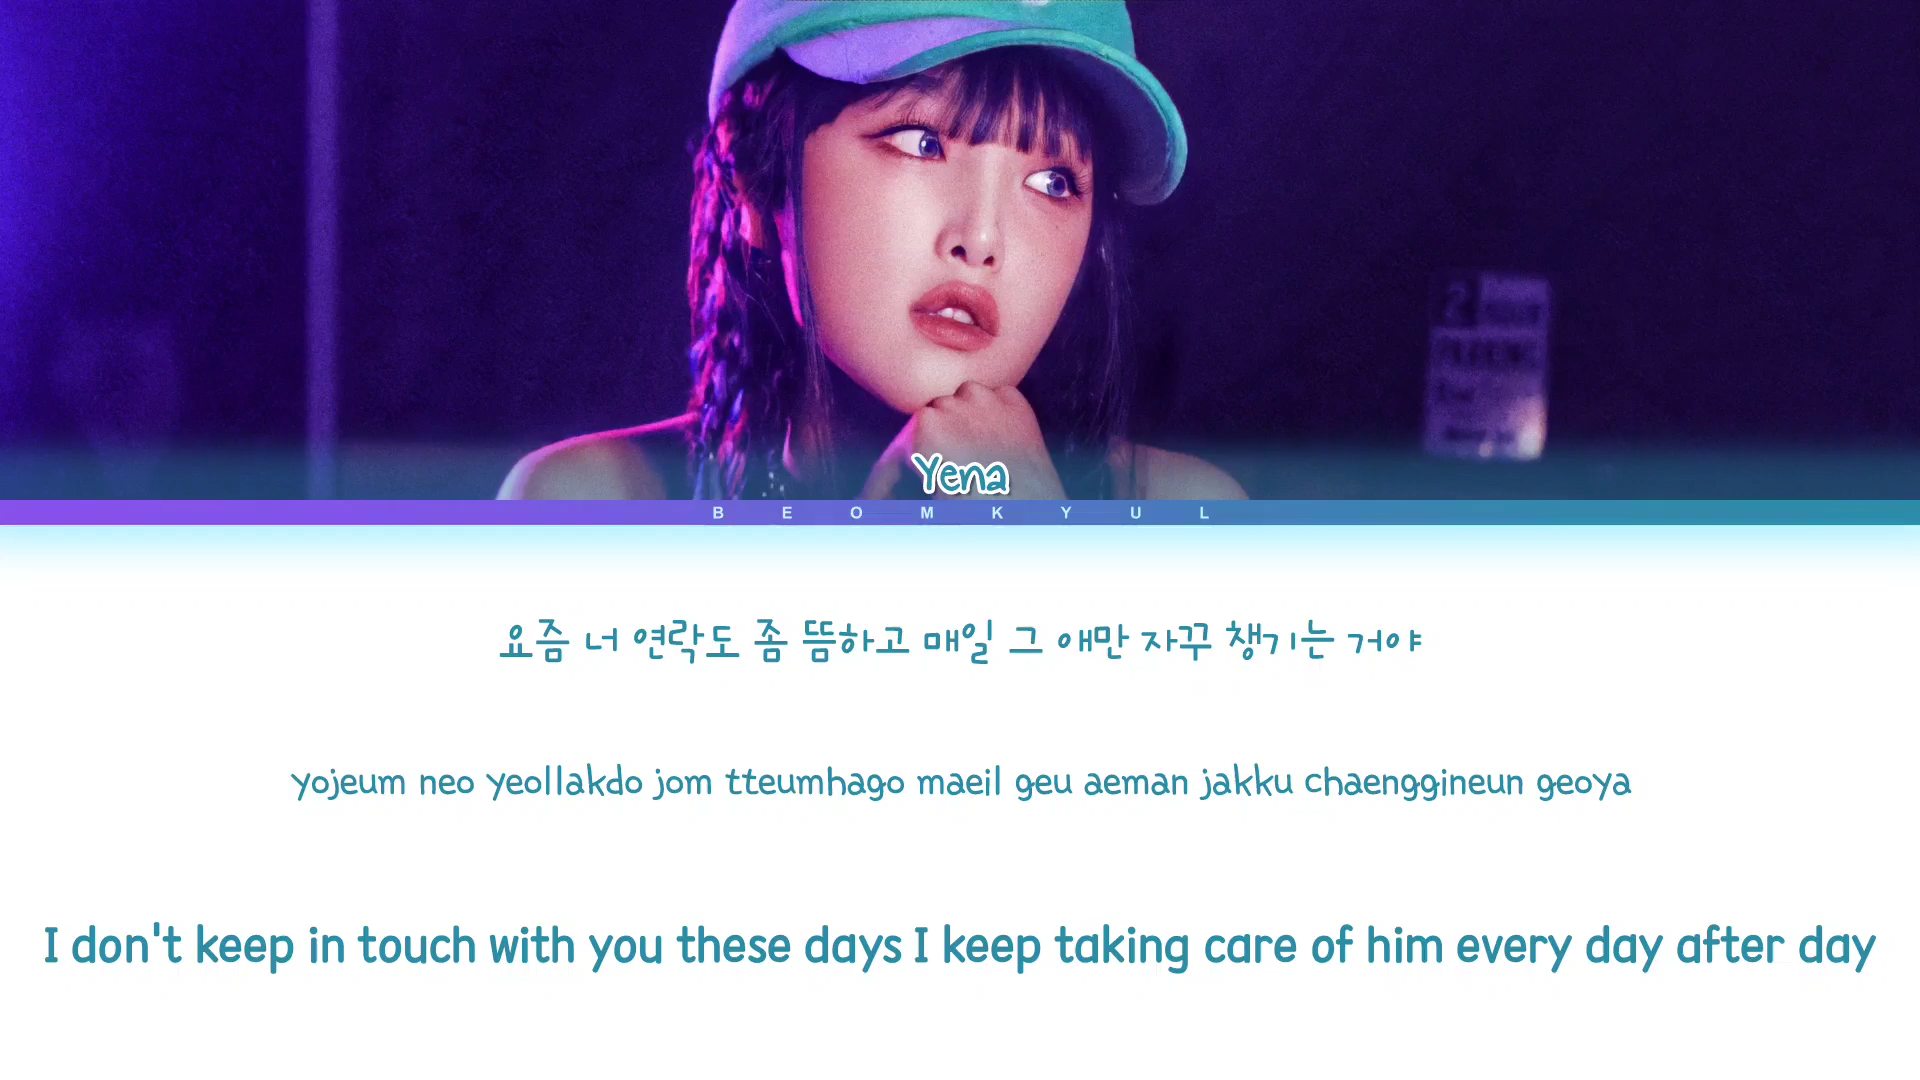 Yena
BEOMKYUL
요즘 너 연락도 좀 뜸하고 매일 그 애만 자꾸 챙기는 거야
yojeum neo yeollakdo jom tteumhago maeil geu aeman jakku chaenggineun geoya
I don't keep in touch with you these days I keep taking care of him every day after day